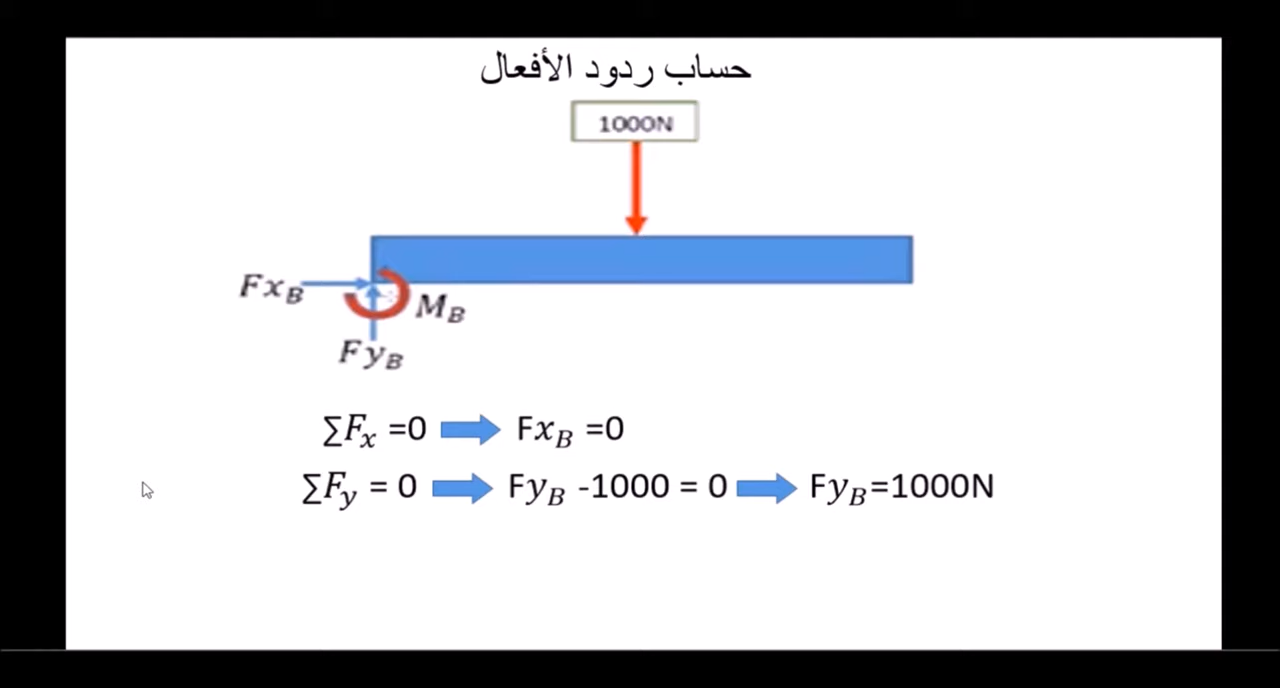 حساب ردود الأفعال
1000N
FxB
MB
FyB
∑Fx =0 FxB =0
∑Fy = 0 FyB -1000 = 0 FyB=1000N